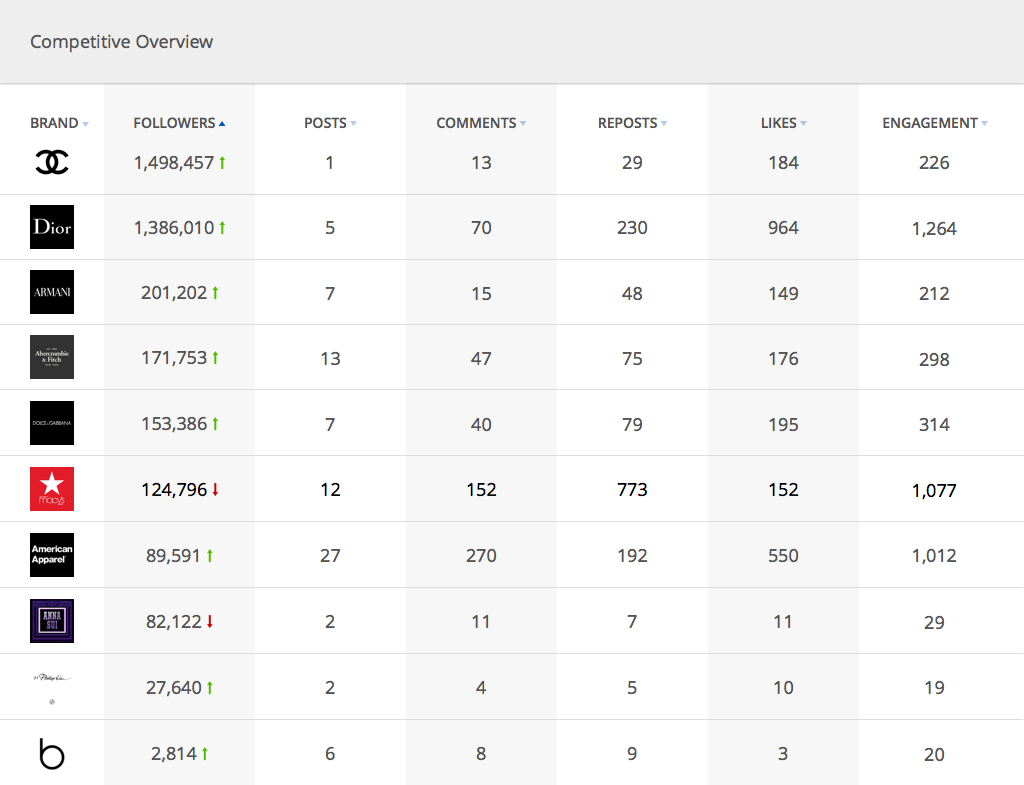 Competitive Overview
BRAND FOLLOWERS POSTS COMMENTS REPOSTS LIKES ENGAGEMENT
1,498,457 1 13 29 184 226
Dior 1,386,010 5 70 230 964 1,264
ARMANI 201,202 7 15 48 149 212
Abercrombie
& Fitch
171,753 13 47 75 176 298
DOLCE & GABBANA 153,386 7 40 79 195 314
macy's 124,796 12 152 773 152 1,077
American
Apparel
89,591 27 270 192 550 1,012
ANNA
SUI
82,122 2 11 7 11 29
27,640 2 4 5 10 19
b 2,814 6 8 9 3 20